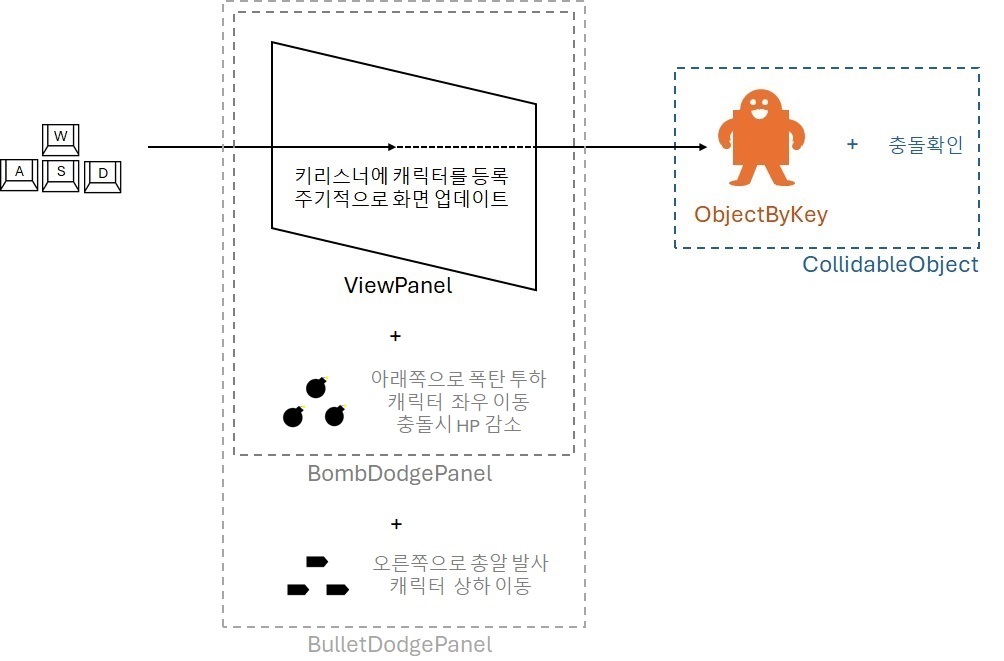 W
A S D
키리스너에 캐릭터를 등록
주기적으로 화면 업데이트
ViewPanel
+
아래쪽으로 폭탄 투하
캐릭터 좌우 이동
충돌시 HP 감소
BombDodgePanel
+
오른쪽으로 총알 발사
캐릭터 상하 이동
BulletDodgePanel
+ 충돌확인
ObjectByKey
CollidableObject